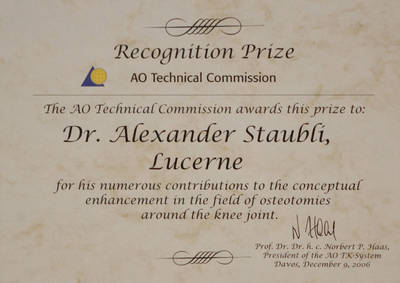 Recognition Prize
AO Technical Commission
The AO Technical Commission awards this prize to:
Dr. Alexander Staubli,
Lucerne
for his numerous contributions to the conceptual
enhancement in the field of osteotomies
around the knee joint.
N Haas
Prof. Dr. Dr. h. c. Norbert P. Haas,
President of the AO TK-System
Davos, December 9, 2006